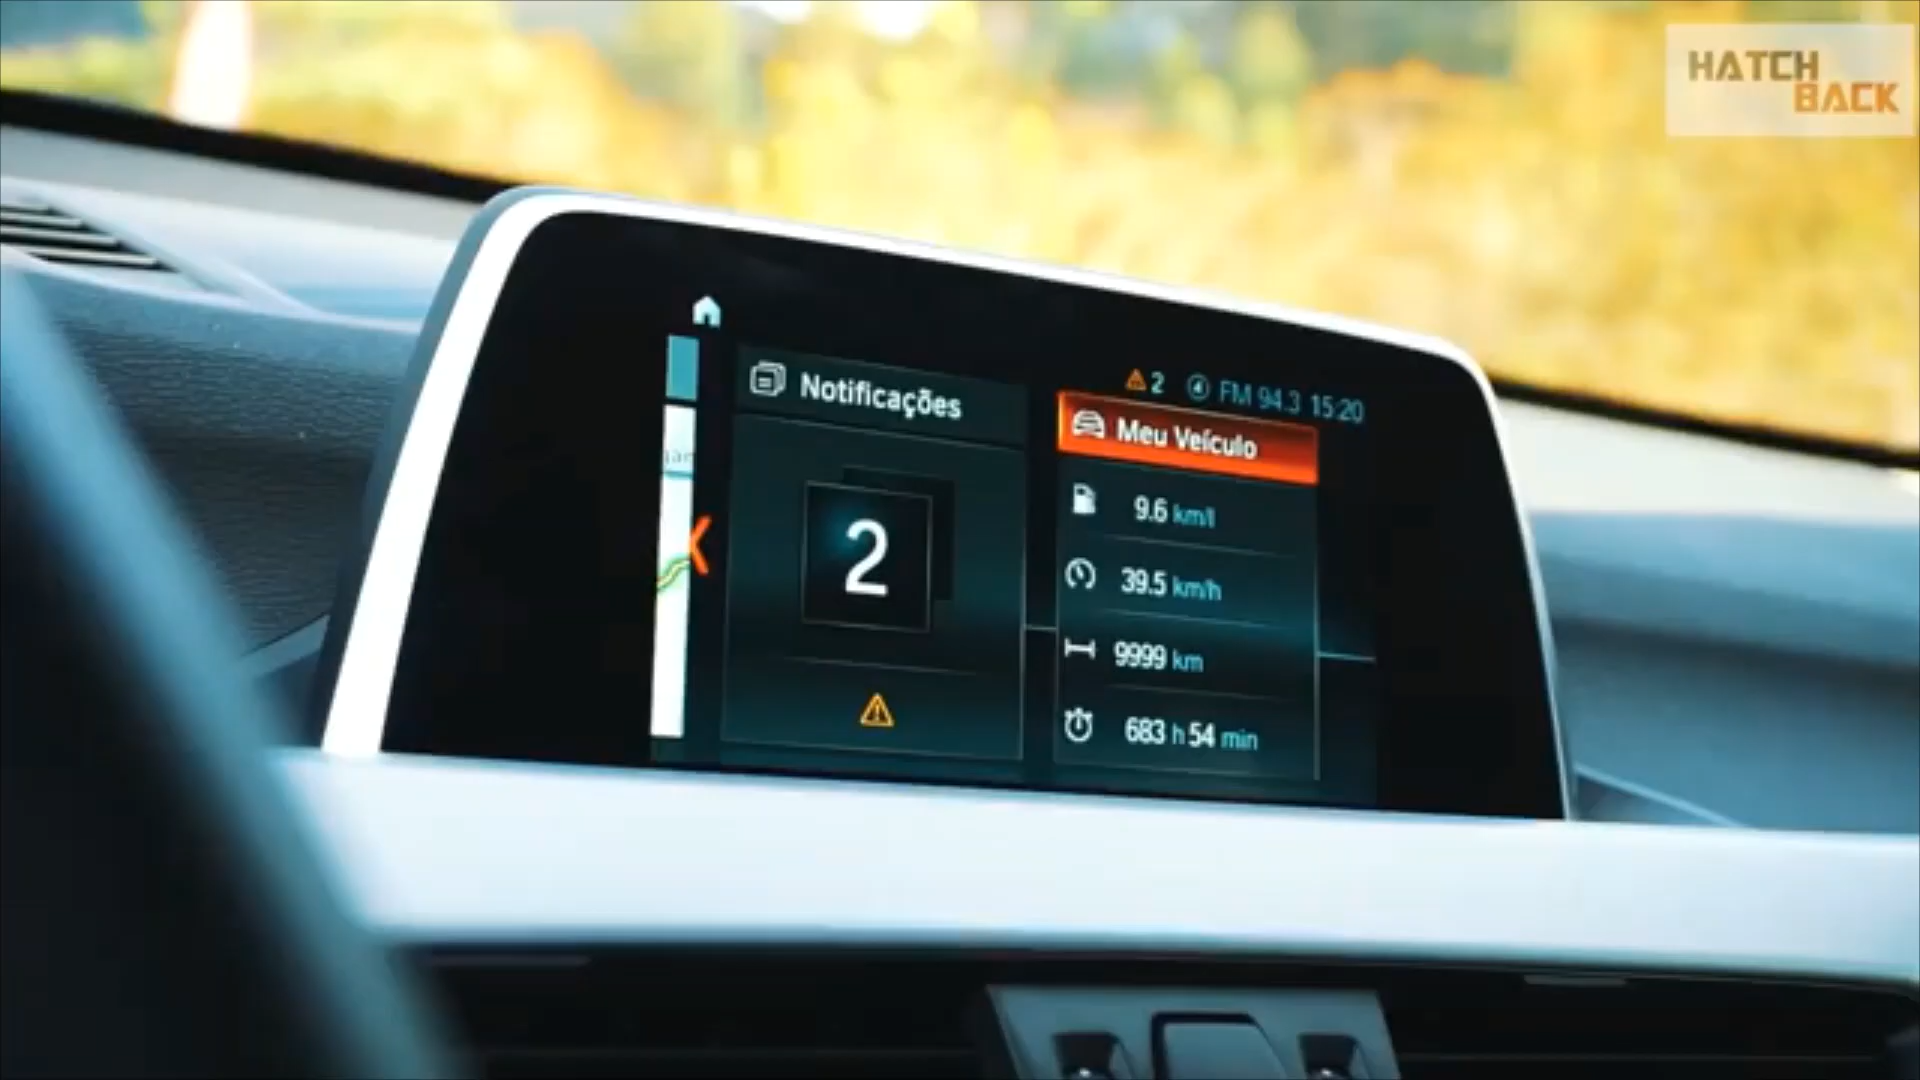 HATCH
BACK
2 4 FM 94.3 15:20
Notificações
2
Meu Veículo
9.6 km/l
39.5 km/h
9999 km
683 h 54 min